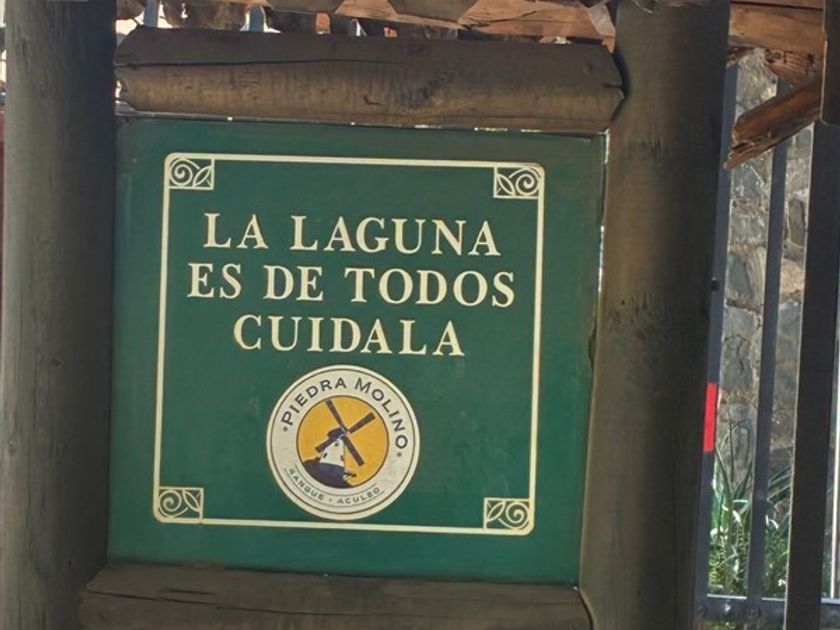 LA LAGUNA
ES DE TODOS
CUIDALA
PIEDRA MOLINO
RANGUE - ACULEO